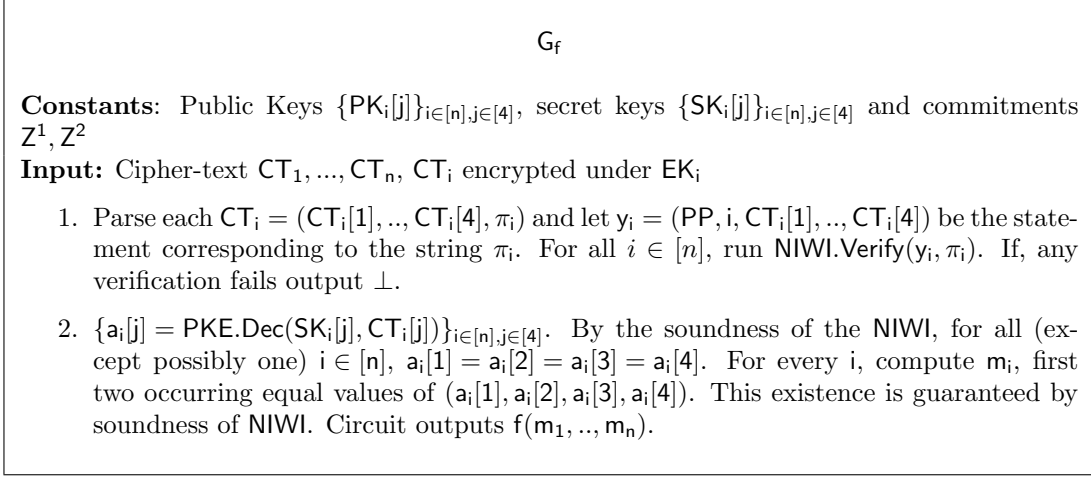 G_f
Constants: Public Keys {PK_i[j]}_{i∈[n],j∈[4]}, secret keys {SK_i[j]}_{i∈[n],j∈[4]} and commitments
Z^1, Z^2
Input: Cipher-text CT_1, ..., CT_n, CT_i encrypted under EK_i
1. Parse each CT_i = (CT_i[1], .., CT_i[4], π_i) and let y_i = (PP, i, CT_i[1], .., CT_i[4]) be the state-
ment corresponding to the string π_i. For all i ∈ [n], run NIWI.Verify(y_i, π_i). If, any
verification fails output ⊥.
2. {a_i[j] = PKE.Dec(SK_i[j], CT_i[j])}_{i∈[n],j∈[4]}. By the soundness of the NIWI, for all (ex-
cept possibly one) i ∈ [n], a_i[1] = a_i[2] = a_i[3] = a_i[4]. For every i, compute m_i, first
two occurring equal values of (a_i[1], a_i[2], a_i[3], a_i[4]). This existence is guaranteed by
soundness of NIWI. Circuit outputs f(m_1, .., m_n).